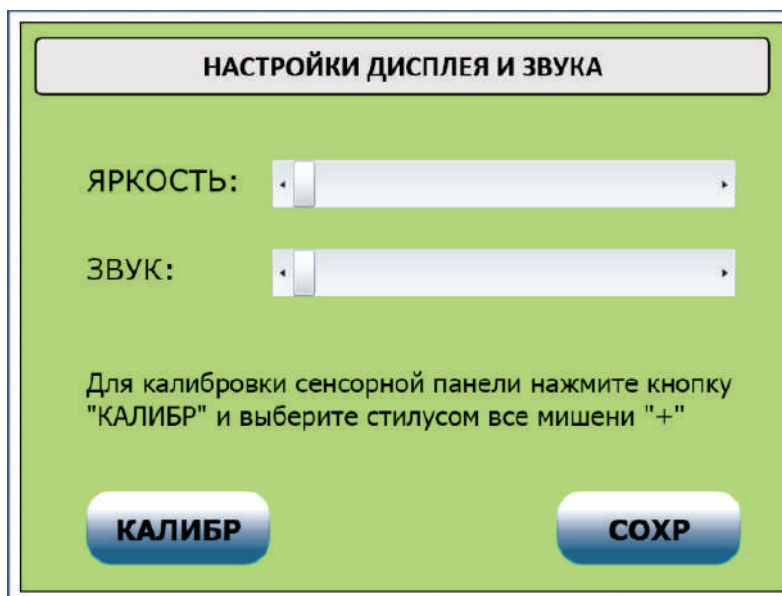 НАСТРОЙКИ ДИСПЛЕЯ И ЗВУКА
ЯРКОСТЬ:
ЗВУК:
Для калибровки сенсорной панели нажмите кнопку
"КАЛИБР" и выберите стилусом все мишени "+"
КАЛИБР
СОХР